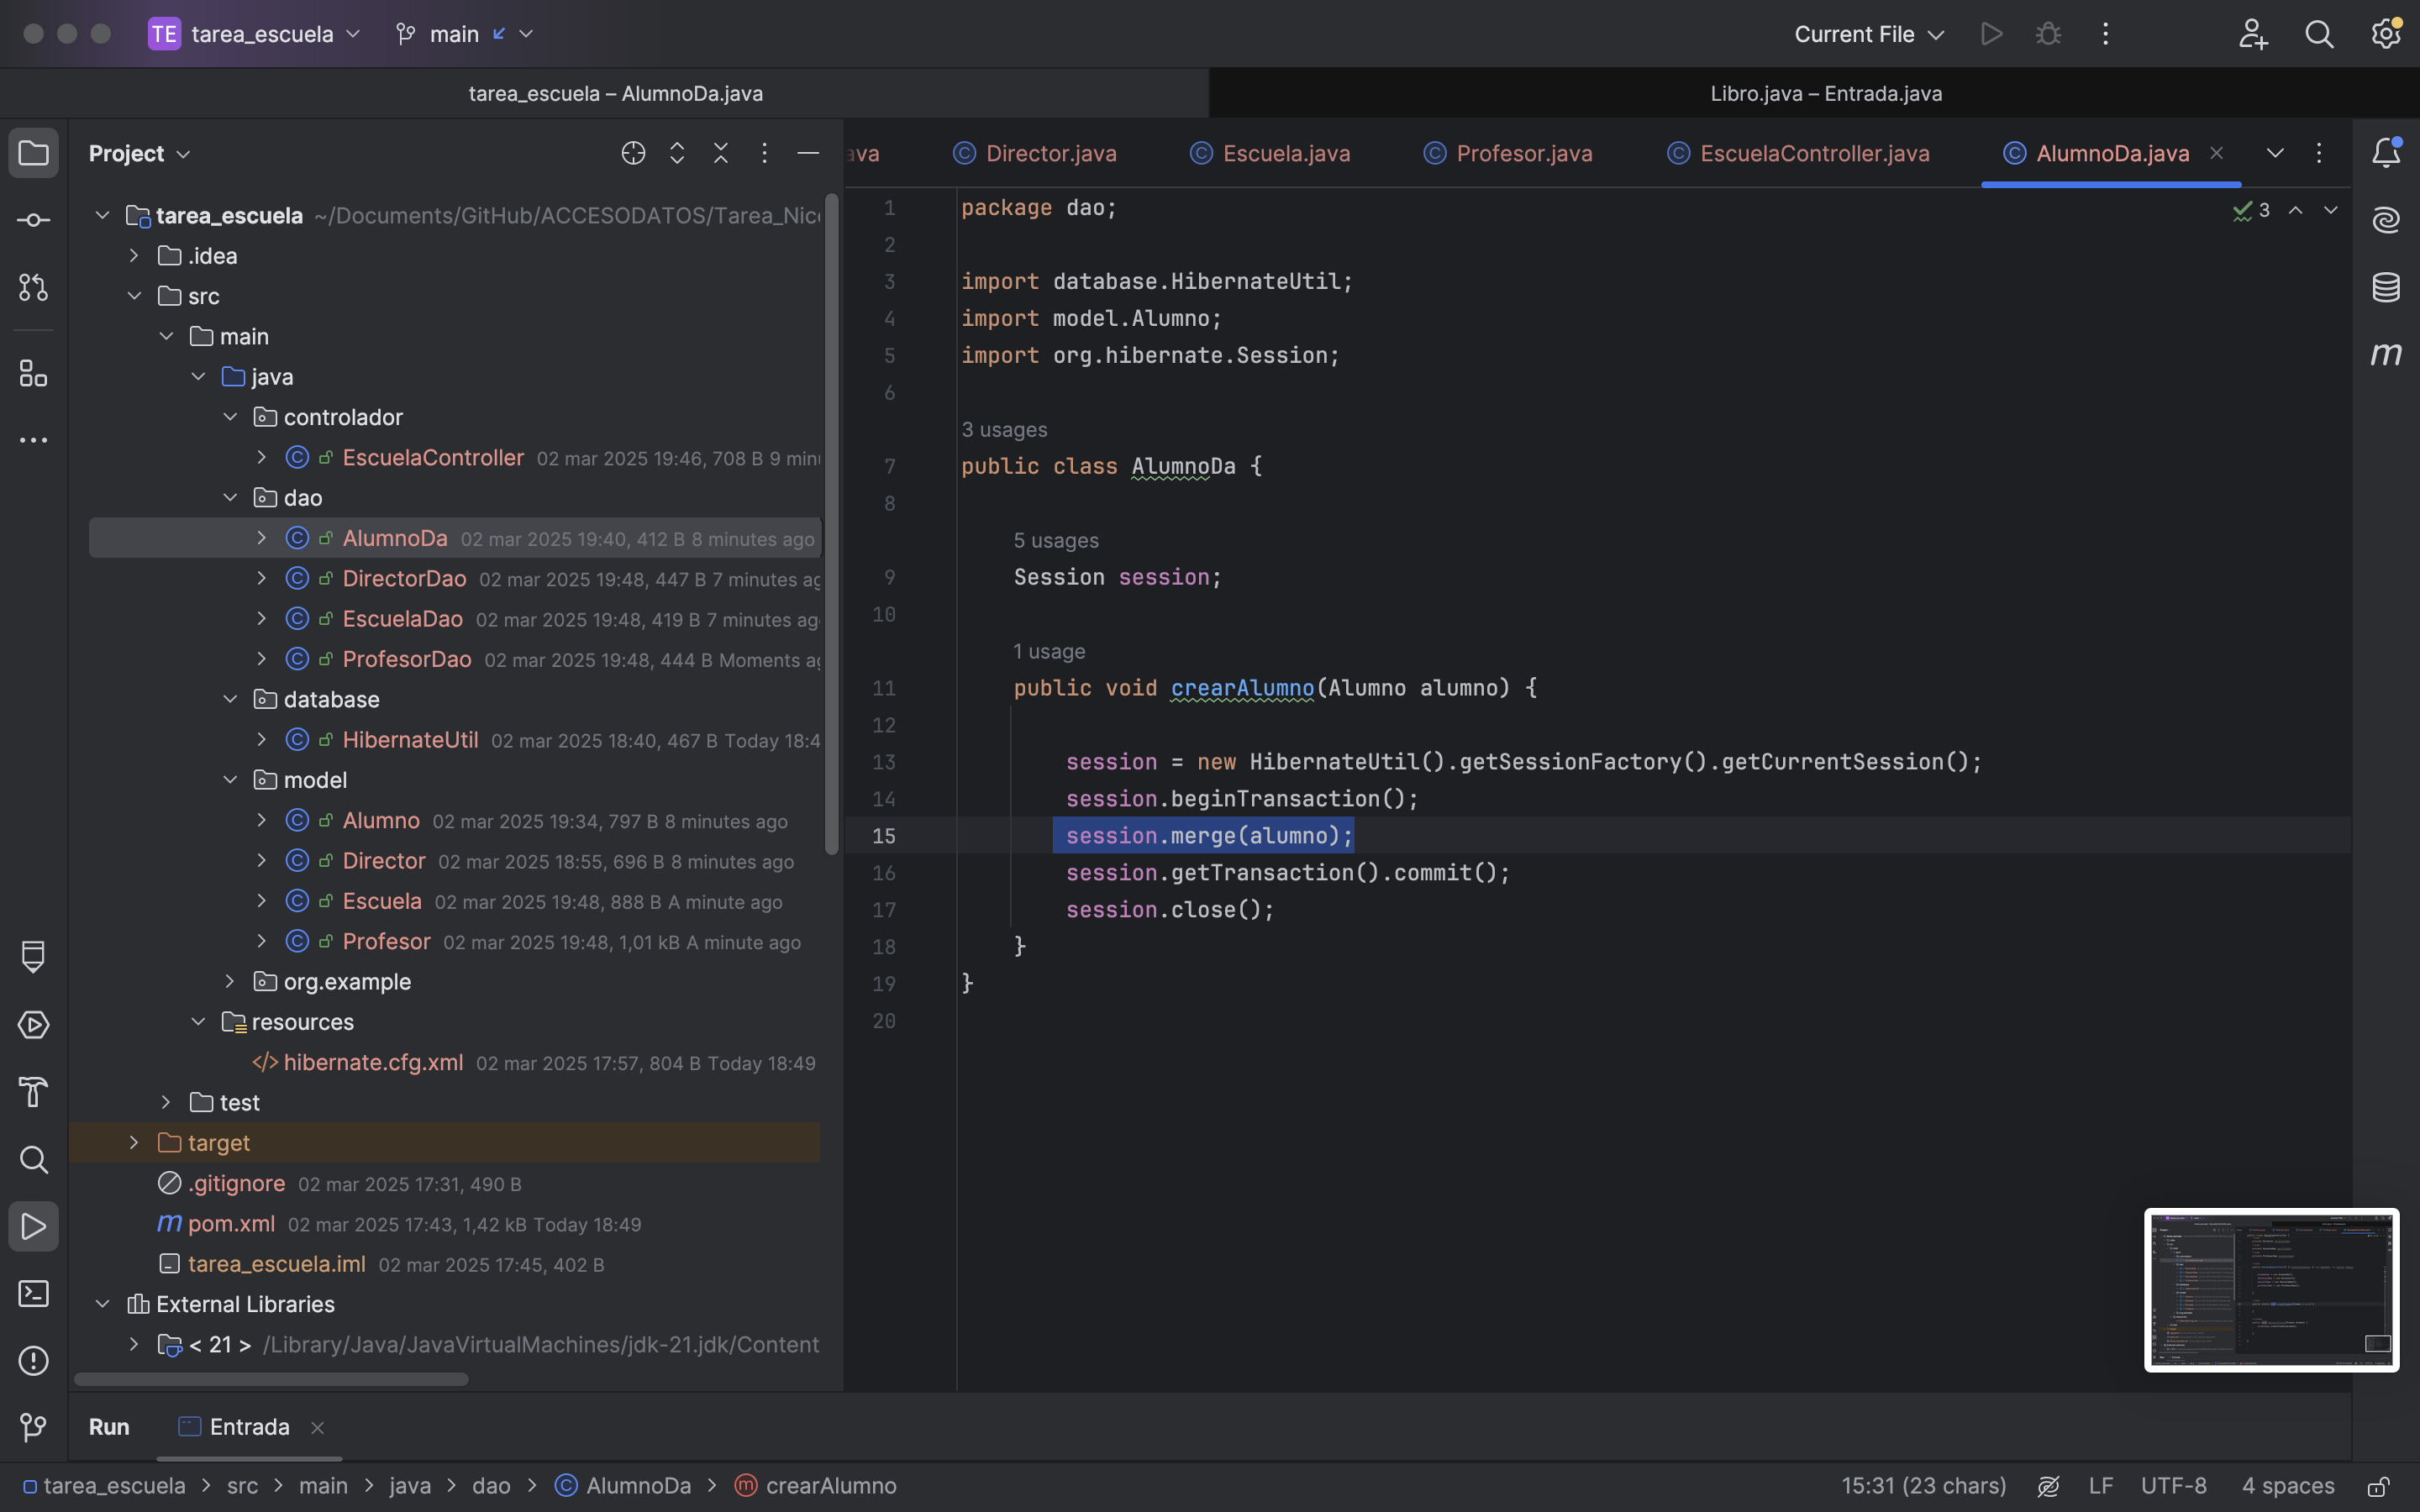 TE tarea_escuela main Current File
tarea_escuela – AlumnoDa.java Libro.java – Entrada.java
Project
ava Director.java Escuela.java Profesor.java EscuelaController.java AlumnoDa.java
tarea_escuela ~/Documents/GitHub/ACCESODATOS/Tarea_Nico
.idea
src
main
java
controlador
EscuelaController 02 mar 2025 19:46, 708 B 9 minu
dao
AlumnoDa 02 mar 2025 19:40, 412 B 8 minutes ago
DirectorDao 02 mar 2025 19:48, 447 B 7 minutes ag
EscuelaDao 02 mar 2025 19:48, 419 B 7 minutes ag
ProfesorDao 02 mar 2025 19:48, 444 B Moments ag
database
HibernateUtil 02 mar 2025 18:40, 467 B Today 18:4
model
Alumno 02 mar 2025 19:34, 797 B 8 minutes ago
Director 02 mar 2025 18:55, 696 B 8 minutes ago
Escuela 02 mar 2025 19:48, 888 B A minute ago
Profesor 02 mar 2025 19:48, 1,01 kB A minute ago
org.example
resources
</> hibernate.cfg.xml 02 mar 2025 17:57, 804 B Today 18:49
test
target
.gitignore 02 mar 2025 17:31, 490 B
m pom.xml 02 mar 2025 17:43, 1,42 kB Today 18:49
tarea_escuela.iml 02 mar 2025 17:45, 402 B
External Libraries
< 21 > /Library/Java/JavaVirtualMachines/jdk-21.jdk/Content
3
1 package dao;
2
3 import database.HibernateUtil;
4 import model.Alumno;
5 import org.hibernate.Session;
6
3 usages
7 public class AlumnoDa {
8
5 usages
9 Session session;
10
1 usage
11 public void crearAlumno(Alumno alumno) {
12
13 session = new HibernateUtil().getSessionFactory().getCurrentSession();
14 session.beginTransaction();
15 session.merge(alumno);
16 session.getTransaction().commit();
17 session.close();
18 }
19 }
20
m
Run Entrada
tarea_escuela > src > main > java > dao > AlumnoDa > crearAlumno 15:31 (23 chars) LF UTF-8 4 spaces